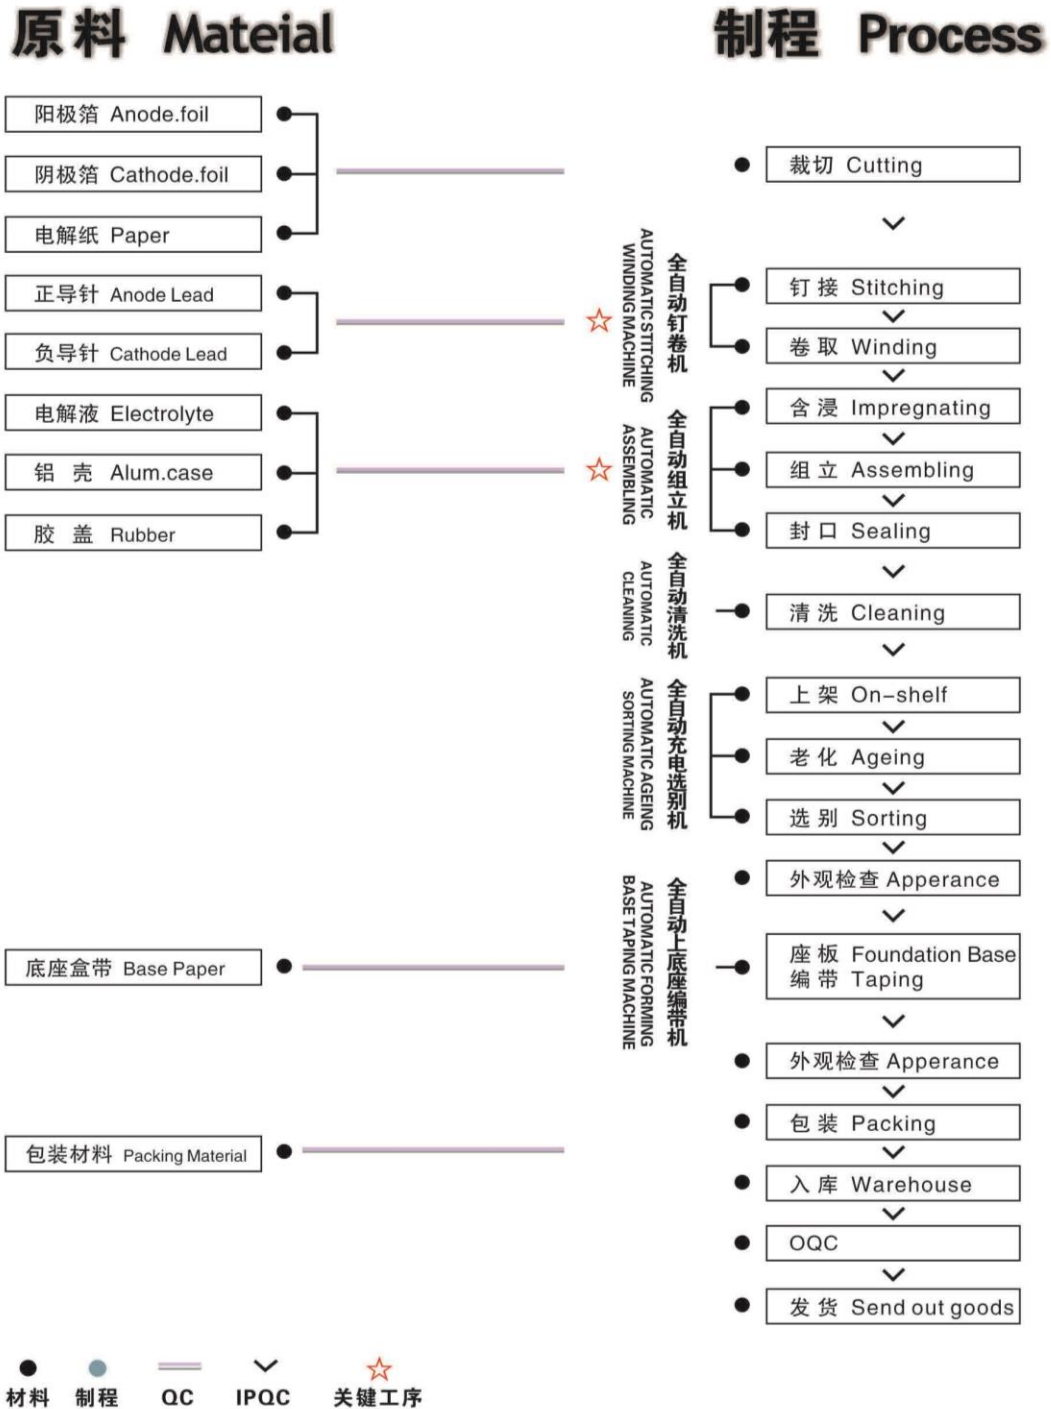 原料 Mateial
制程 Process
阳极箔 Anode.foil
阴极箔 Cathode.foil
电解纸 Paper
正导针 Anode Lead
负导针 Cathode Lead
电解液 Electrolyte
铝 壳 Alum.case
胶 盖 Rubber
底座盒带 Base Paper
包装材料 Packing Material
全自动钉卷机
AUTOMATIC STITCHING
WINDING MACHINE
全自动组立机
AUTOMATIC
ASSEMBLING
全自动清洗机
AUTOMATIC
CLEANING
全自动充电选别机
AUTOMATIC AGEING
SORTING MACHINE
全自动上底座编带机
AUTOMATIC FORMING
BASE TAPING MACHINE
裁切 Cutting
钉 接 Stitching
卷 取 Winding
含 浸 Impregnating
组 立 Assembling
封 口 Sealing
清 洗 Cleaning
上 架 On-shelf
老 化 Ageing
选 别 Sorting
外观检查 Apperance
座 板 Foundation Base
编 带 Taping
外观检查 Apperance
包 装 Packing
入 库 Warehouse
OQC
发 货 Send out goods
材料 制程 QC IPQC 关键工序